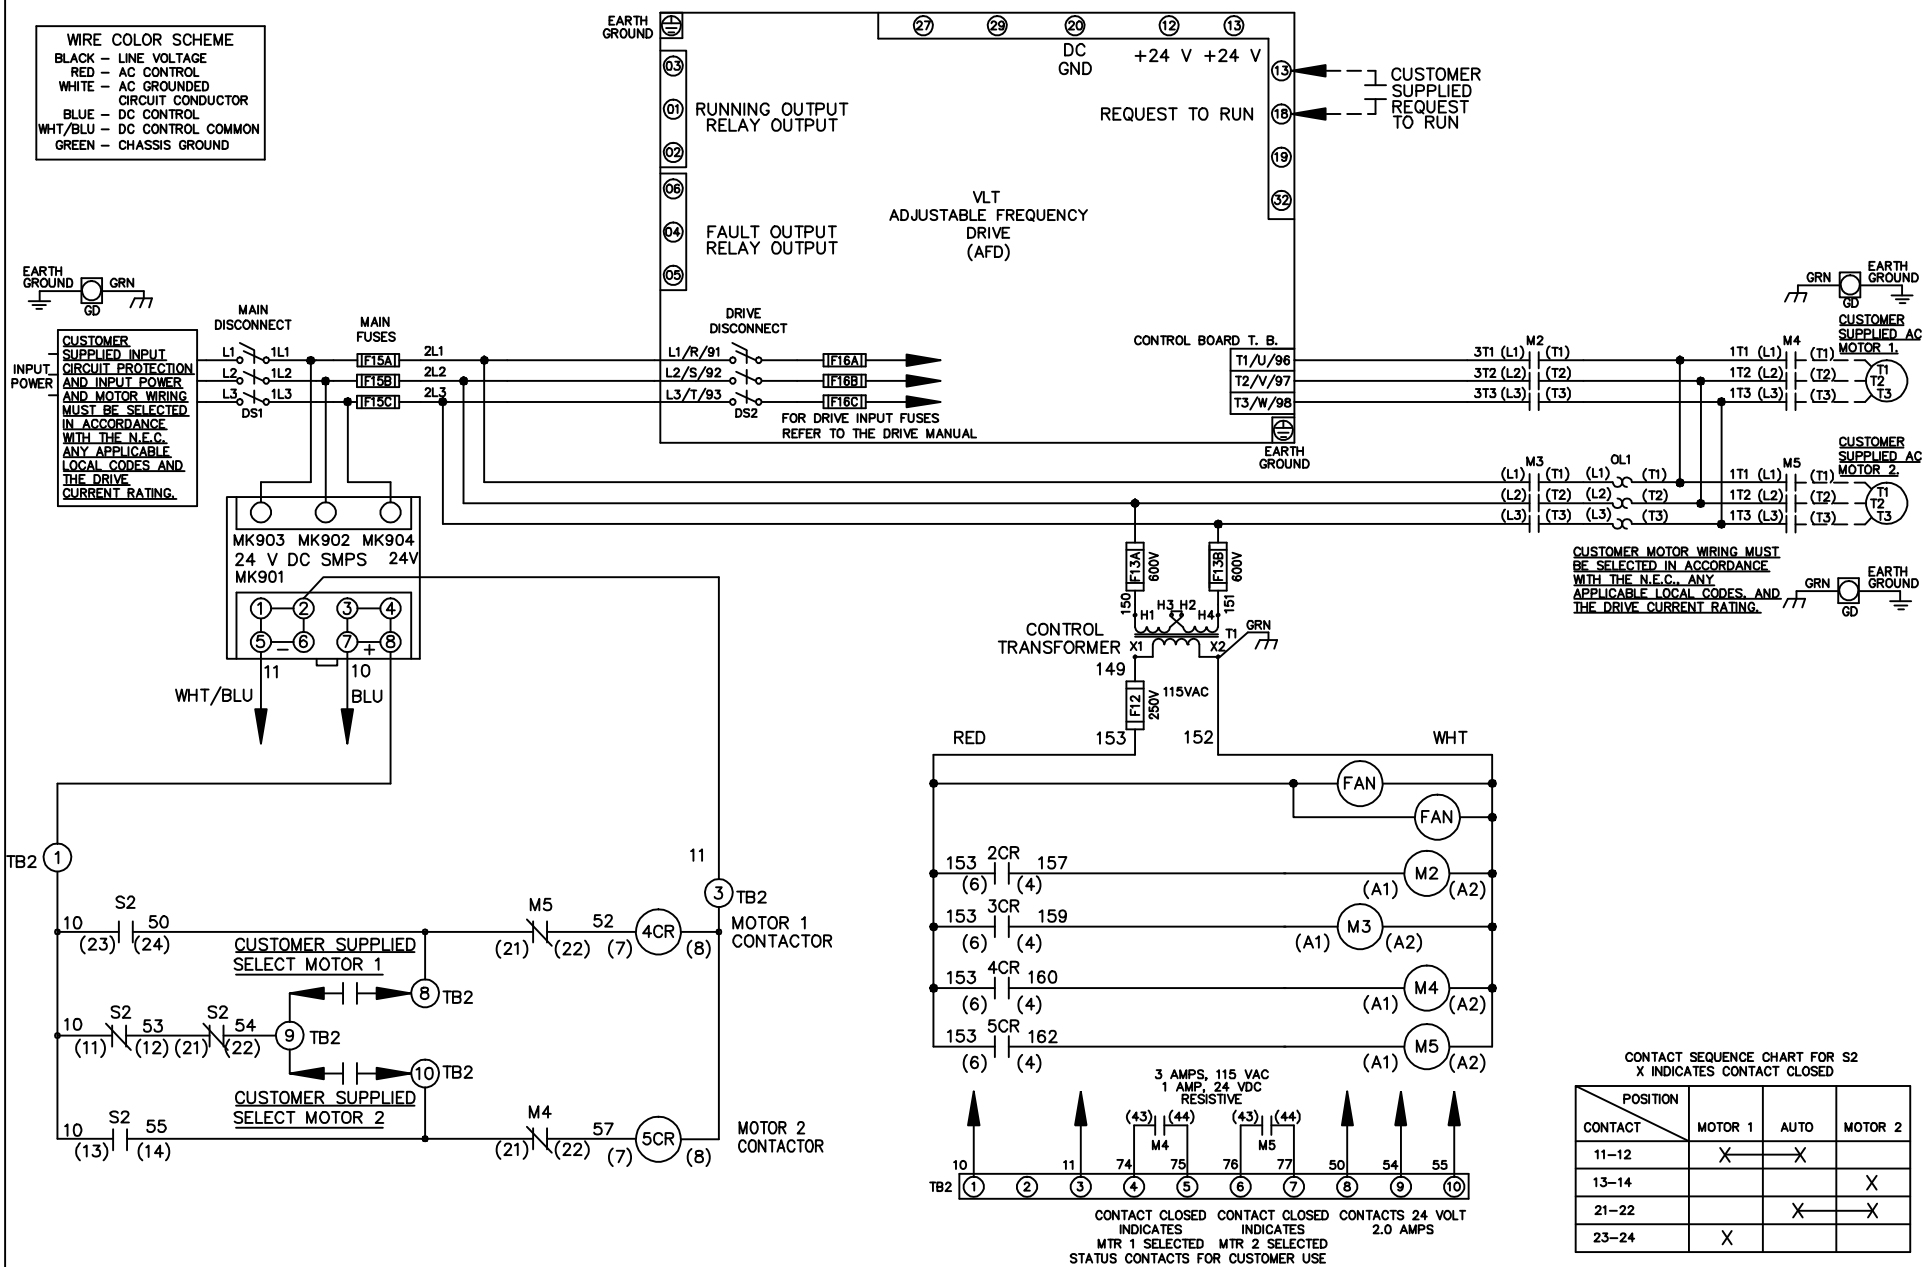 WIRE COLOR SCHEME
BLACK – LINE VOLTAGE
RED – AC CONTROL
WHITE – AC GROUNDED
CIRCUIT CONDUCTOR
BLUE – DC CONTROL
WHT/BLU – DC CONTROL COMMON
GREEN – CHASSIS GROUND
EARTH
GROUND
27 29 20 12 13
DC
GND
+24 V +24 V
03
01
02
RUNNING OUTPUT
RELAY OUTPUT
06
04
05
FAULT OUTPUT
RELAY OUTPUT
VLT
ADJUSTABLE FREQUENCY
DRIVE
(AFD)
REQUEST TO RUN
13
18
19
32
CUSTOMER
SUPPLIED
REQUEST
TO RUN
EARTH
GROUND
GRN
GD
INPUT
POWER
CUSTOMER
SUPPLIED INPUT
CIRCUIT PROTECTION
AND INPUT POWER
AND MOTOR WIRING
MUST BE SELECTED
IN ACCORDANCE
WITH THE N.E.C.
ANY APPLICABLE
LOCAL CODES AND
THE DRIVE
CURRENT RATING.
MAIN
DISCONNECT
L1 1L1
L2 1L2
L3 1L3
DS1
MAIN
FUSES
F15A
F15B
F15C
2L1
2L2
2L3
DRIVE
DISCONNECT
L1/R/91
L2/S/92
L3/T/93
DS2
F16A
F16B
F16C
FOR DRIVE INPUT FUSES
REFER TO THE DRIVE MANUAL
CONTROL BOARD T. B.
T1/U/96
T2/V/97
T3/W/98
EARTH
GROUND
M2
3T1 (L1) (T1)
3T2 (L2) (T2)
3T3 (L3) (T3)
M4
1T1 (L1) (T1)
1T2 (L2) (T2)
1T3 (L3) (T3)
T1
T2
T3
GRN
GD
EARTH
GROUND
CUSTOMER
SUPPLIED AC
MOTOR 1.
M3 OL1
(L1) (T1) (L1) (T1)
(L2) (T2) (L2) (T2)
(L3) (T3) (L3) (T3)
M5
1T1 (L1) (T1)
1T2 (L2) (T2)
1T3 (L3) (T3)
T1
T2
T3
CUSTOMER
SUPPLIED AC
MOTOR 2.
CUSTOMER MOTOR WIRING MUST
BE SELECTED IN ACCORDANCE
WITH THE N.E.C., ANY
APPLICABLE LOCAL CODES, AND
THE DRIVE CURRENT RATING.
GRN
GD
EARTH
GROUND
MK903 MK902 MK904
24 V DC SMPS 24V
MK901
1 2 3 4
5 – 6 7 + 8
11 10
WHT/BLU BLU
F13A
600V
F13B
600V
150
151
H1 H3 H2 H4
CONTROL
TRANSFORMER
X1 X2 T1 GRN
149
F12
250V
115VAC
153 152
RED WHT
FAN
FAN
2CR
153 157
(6) (4)
(A1) M2 (A2)
3CR
153 159
(6) (4)
(A1) M3 (A2)
4CR
153 160
(6) (4)
(A1) M4 (A2)
5CR
153 162
(6) (4)
(A1) M5 (A2)
TB2 1
11
3 TB2
S2
10 50
(23) (24)
M5
(21) (22)
52
(7) 4CR (8)
MOTOR 1
CONTACTOR
CUSTOMER SUPPLIED
SELECT MOTOR 1
8 TB2
S2 S2
10 53 54
(11) (12) (21) (22)
9 TB2
10 TB2
CUSTOMER SUPPLIED
SELECT MOTOR 2
S2
10 55
(13) (14)
M4
(21) (22)
57
(7) 5CR (8)
MOTOR 2
CONTACTOR
3 AMPS, 115 VAC
1 AMP, 24 VDC
RESISTIVE
(43) (44) (43) (44)
M4 M5
10 11 74 75 76 77 50 54 55
TB2 1 2 3 4 5 6 7 8 9 10
CONTACT CLOSED
INDICATES
MTR 1 SELECTED
CONTACT CLOSED
INDICATES
MTR 2 SELECTED
STATUS CONTACTS FOR CUSTOMER USE
CONTACTS 24 VOLT
2.0 AMPS
CONTACT SEQUENCE CHART FOR S2
X INDICATES CONTACT CLOSED
POSITION
CONTACT MOTOR 1 AUTO MOTOR 2
11–12 X X
13–14 X
21–22 X X
23–24 X